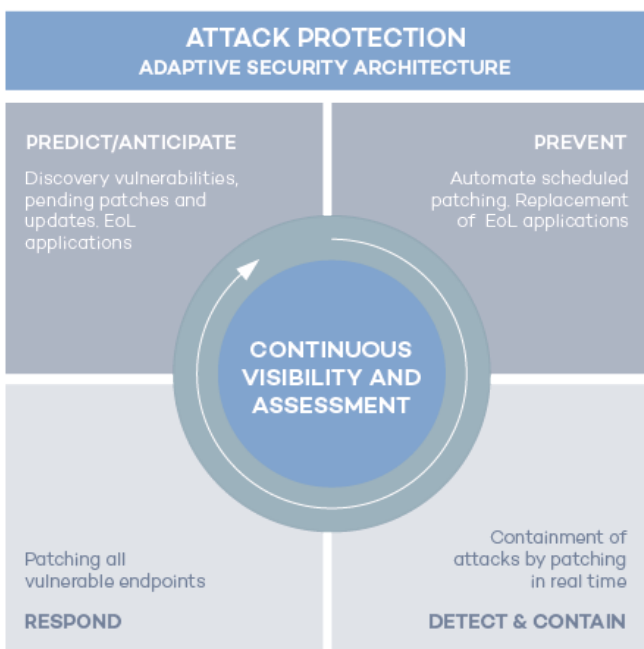 ATTACK PROTECTION
ADAPTIVE SECURITY ARCHITECTURE
PREDICT/ANTICIPATE
Discovery vulnerabilities,
pending patches and
updates, EoL
applications
PREVENT
Automate scheduled
patching. Replacement
of EoL applications
CONTINUOUS
VISIBILITY AND
ASSESSMENT
Patching all
vulnerable endpoints
RESPOND
Containment of
attacks by patching
in real time
DETECT & CONTAIN